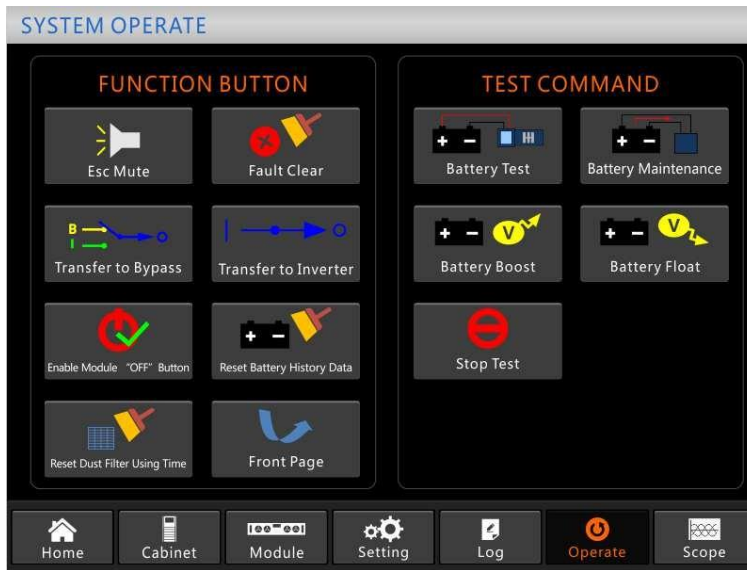 SYSTEM OPERATE
FUNCTION BUTTON
Esc Mute
Fault Clear
B
I
O
Transfer to Bypass
I
O
Transfer to Inverter
Enable Module "OFF" Button
+ -
Reset Battery History Data
Reset Dust Filter Using Time
Front Page
TEST COMMAND
+ -
Battery Test
+ -
Battery Maintenance
+ - V
Battery Boost
+ - V
Battery Float
Stop Test
Home
Cabinet
Module
Setting
Log
Operate
Scope